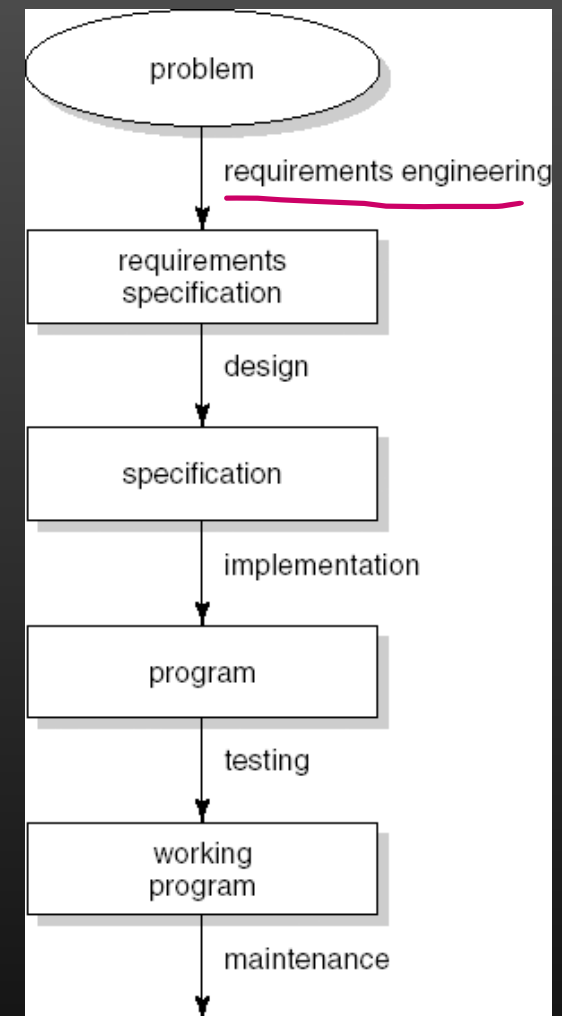 problem
requirements engineering
requirements
specification
design
specification
implementation
program
testing
working
program
maintenance